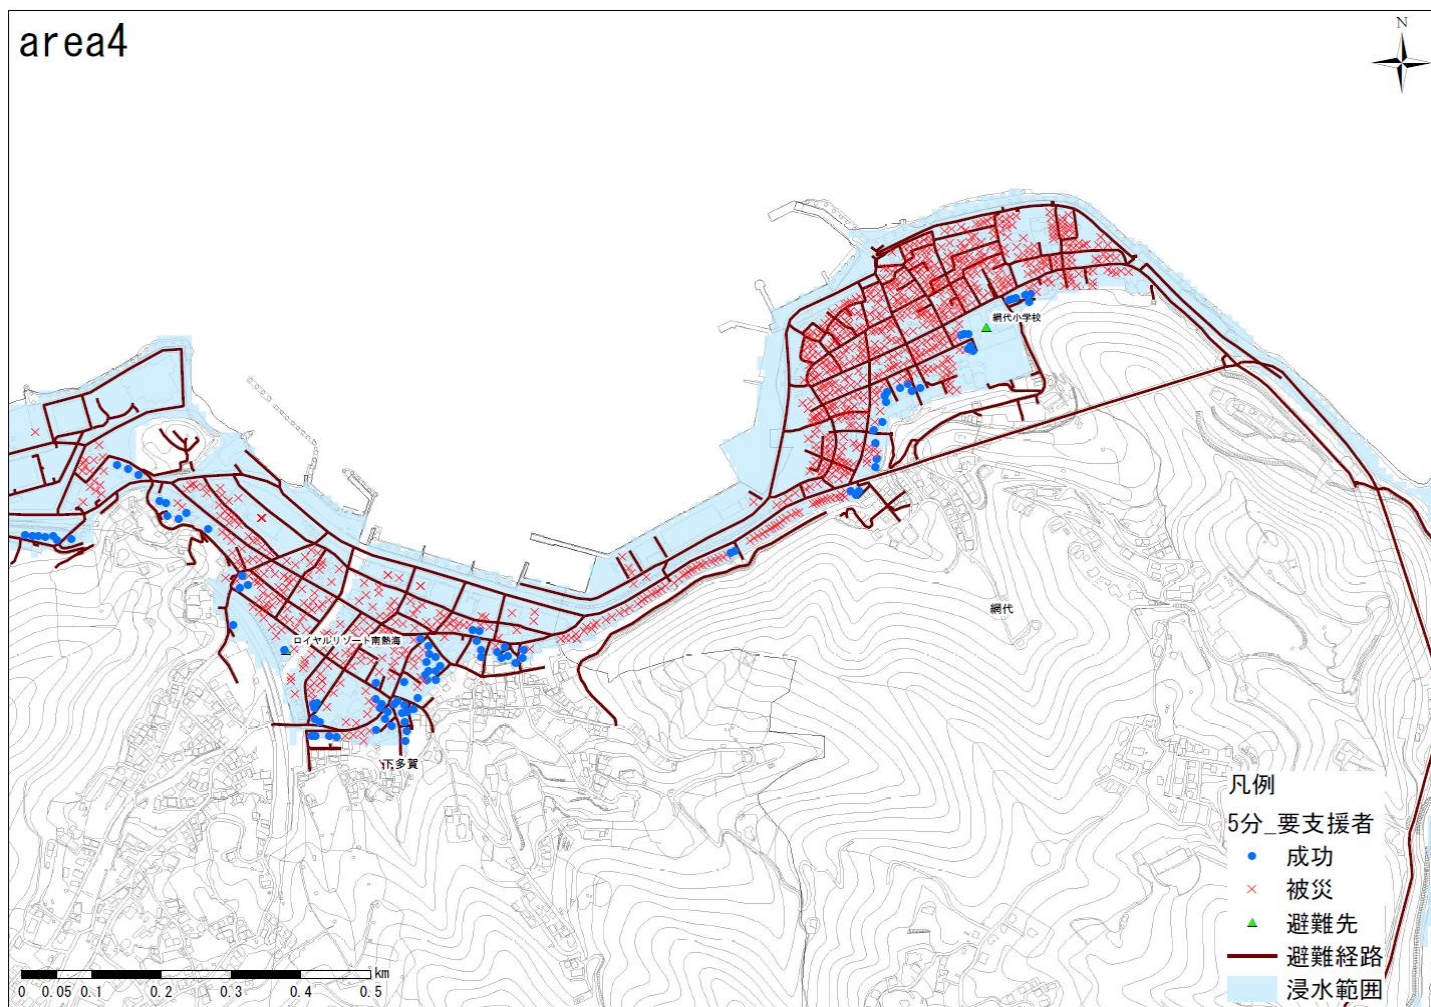 area4
N
網代小学校
網代
ロイヤルリゾート南熱海
下多賀
凡例
5分_要支援者
成功
被災
避難先
避難経路
浸水範囲
km
0 0.05 0.1 0.2 0.3 0.4 0.5